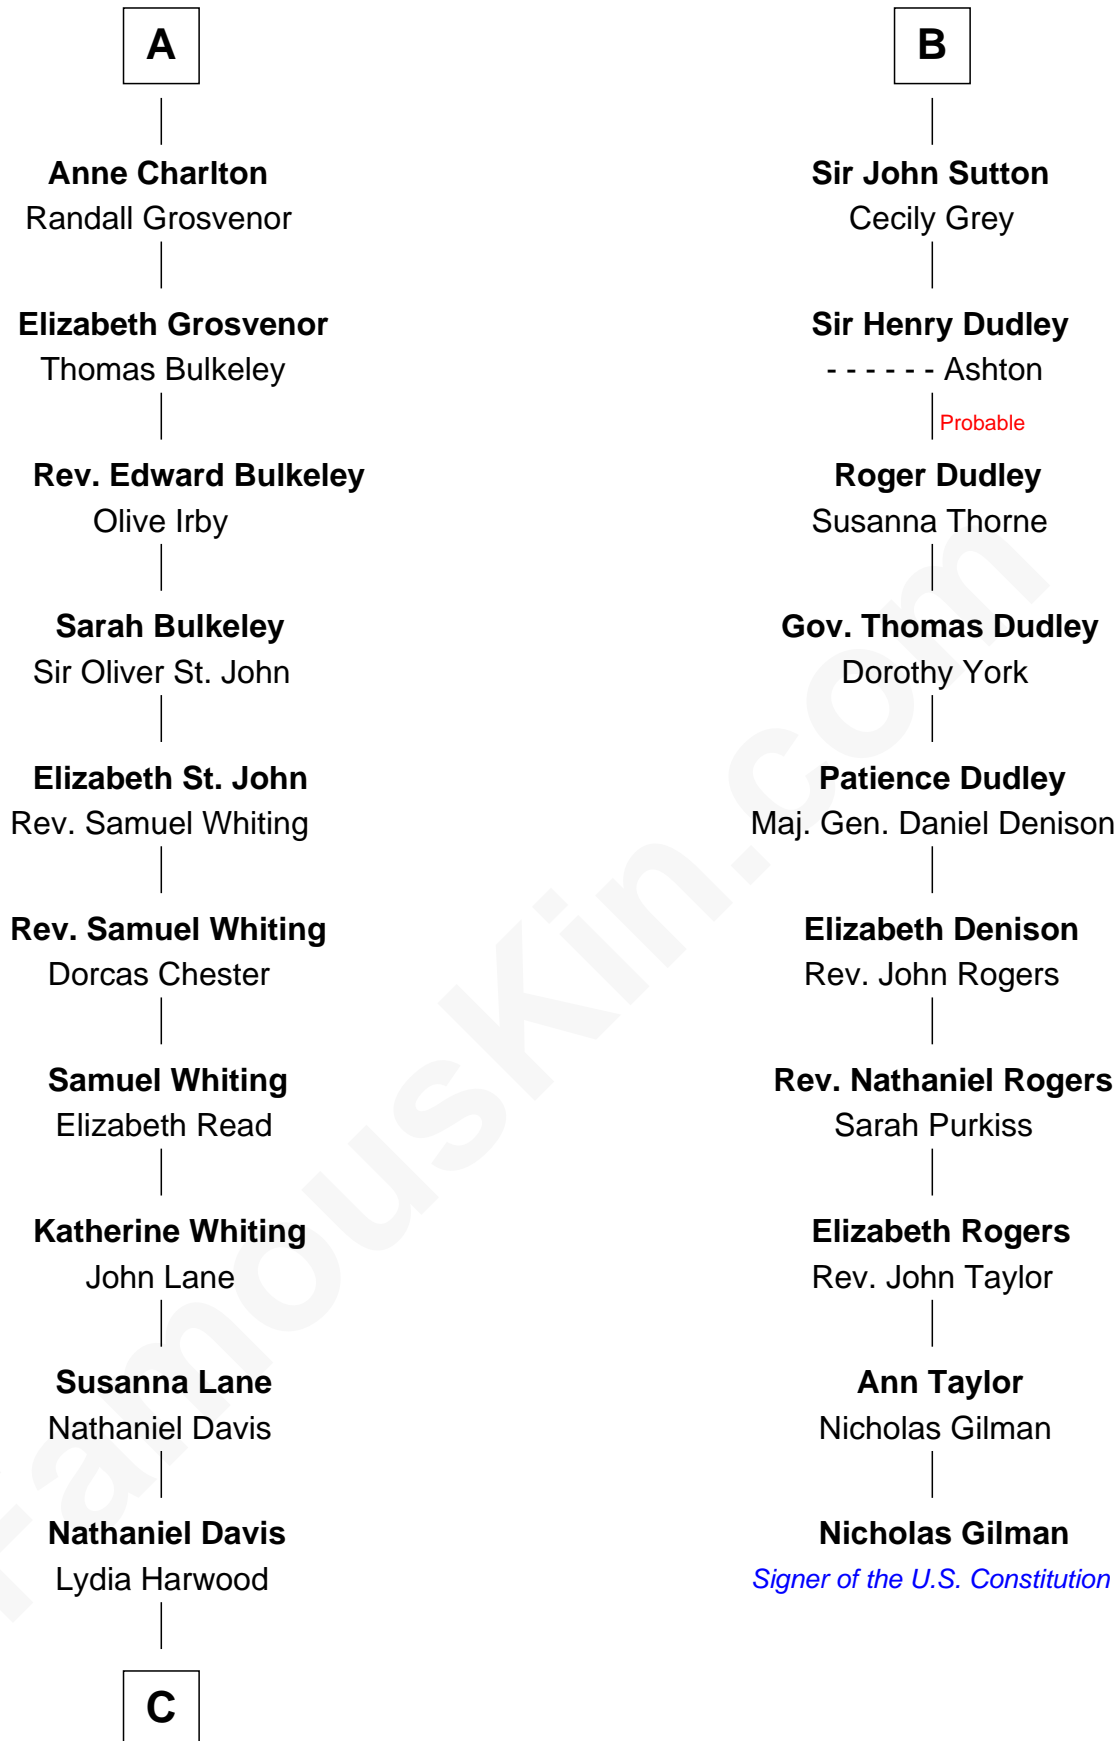 A
Anne Charlton
Randall Grosvenor
Elizabeth Grosvenor
Thomas Bulkeley
Rev. Edward Bulkeley
Olive Irby
Sarah Bulkeley
Sir Oliver St. John
Elizabeth St. John
Rev. Samuel Whiting
Rev. Samuel Whiting
Dorcas Chester
Samuel Whiting
Elizabeth Read
Katherine Whiting
John Lane
Susanna Lane
Nathaniel Davis
Nathaniel Davis
Lydia Harwood
C
B
Sir John Sutton
Cecily Grey
Sir Henry Dudley
- - - - - - Ashton
Probable
Roger Dudley
Susanna Thorne
Gov. Thomas Dudley
Dorothy York
Patience Dudley
Maj. Gen. Daniel Denison
Elizabeth Denison
Rev. John Rogers
Rev. Nathaniel Rogers
Sarah Purkiss
Elizabeth Rogers
Rev. John Taylor
Ann Taylor
Nicholas Gilman
Nicholas Gilman
Signer of the U.S. Constitution
FamousKin.com